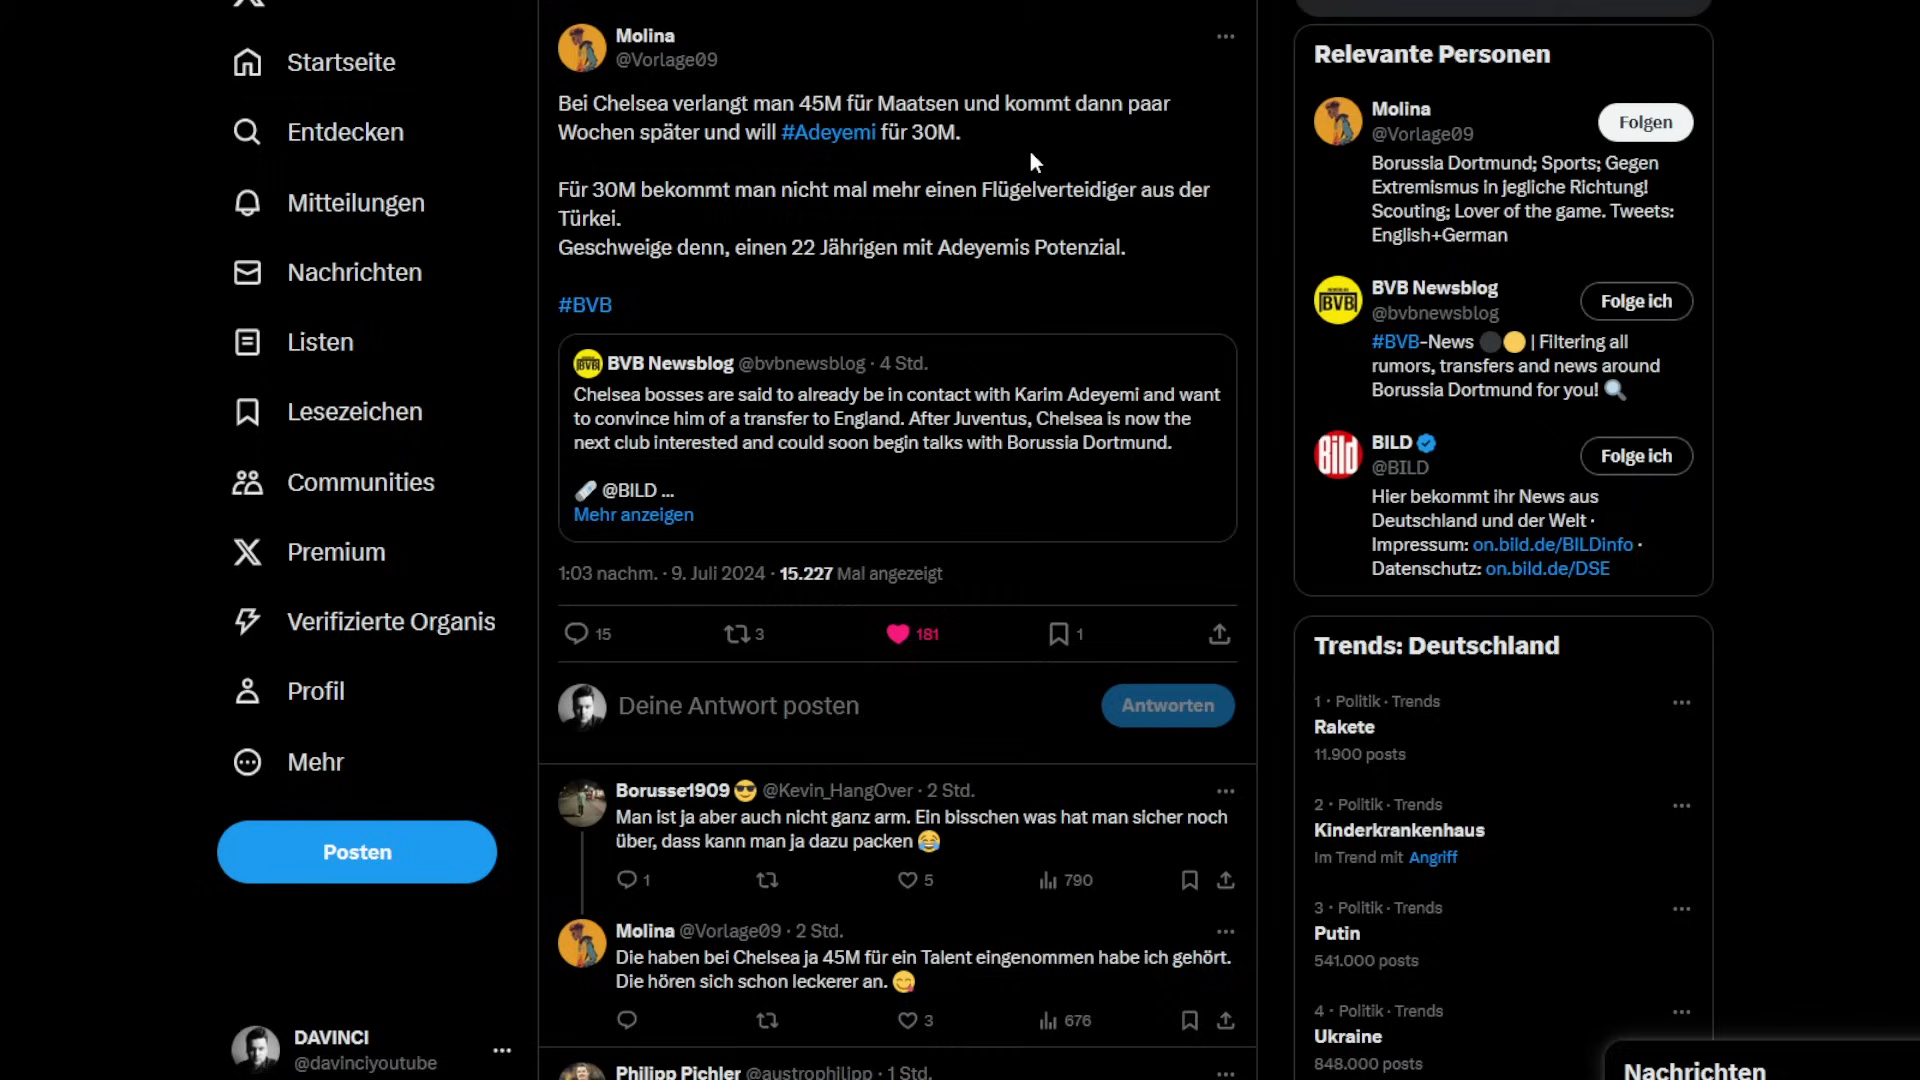 Startseite
Entdecken
Mitteilungen
Nachrichten
Listen
Lesezeichen
Communities
Premium
Verifizierte Organis
Profil
Mehr
Posten
DAVINCI
@davinciyoutube
Molina
@Vorlage09
Bei Chelsea verlangt man 45M für Maatsen und kommt dann paar
Wochen später und will #Adeyemi für 30M.
Für 30M bekommt man nicht mal mehr einen Flügelverteidiger aus der
Türkei.
Geschweige denn, einen 22 Jährigen mit Adeyemis Potenzial.
#BVB
BVB Newsblog @bvbnewsblog · 4 Std.
Chelsea bosses are said to already be in contact with Karim Adeyemi and want
to convince him of a transfer to England. After Juventus, Chelsea is now the
next club interested and could soon begin talks with Borussia Dortmund.
🗞 @BILD ...
Mehr anzeigen
1:03 nachm. · 9. Juli 2024 · 15.227 Mal angezeigt
15 3 181 1
Deine Antwort posten
Antworten
Borusse1909 😎 @Kevin_HangOver · 2 Std.
Man ist ja aber auch nicht ganz arm. Ein bisschen was hat man sicher noch
über, dass kann man ja dazu packen 😂
1 5 790
Molina @Vorlage09 · 2 Std.
Die haben bei Chelsea ja 45M für ein Talent eingenommen habe ich gehört.
Die hören sich schon leckerer an. 😋
3 676
Philipp Pichler @austrophilipp · 1 Std.
Relevante Personen
Molina
@Vorlage09
Folgen
Borussia Dortmund; Sports; Gegen
Extremismus in jegliche Richtung!
Scouting; Lover of the game. Tweets:
English+German
BVB
BVB Newsblog
@bvbnewsblog
Folge ich
#BVB-News ⚫🟡 | Filtering all
rumors, transfers and news around
Borussia Dortmund for you! 🔍
Bild
BILD
@BILD
Folge ich
Hier bekommt ihr News aus
Deutschland und der Welt ·
Impressum: on.bild.de/BILDinfo ·
Datenschutz: on.bild.de/DSE
Trends: Deutschland
1 · Politik · Trends
Rakete
11.900 posts
2 · Politik · Trends
Kinderkrankenhaus
Im Trend mit Angriff
3 · Politik · Trends
Putin
541.000 posts
4 · Politik · Trends
Ukraine
848.000 posts
Nachrichten